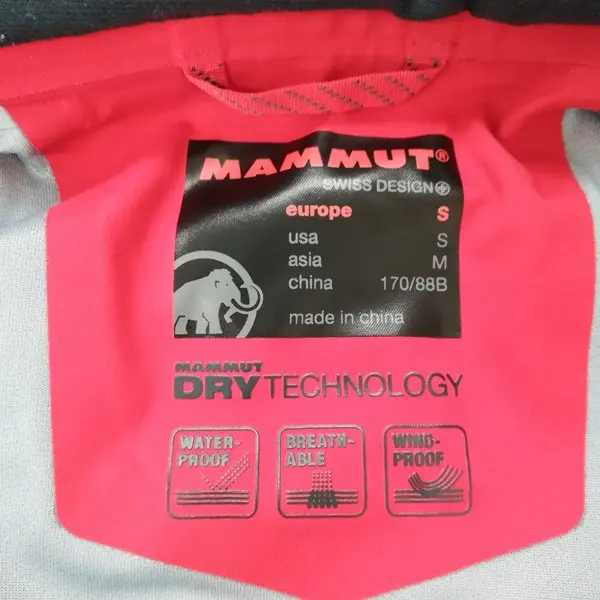 MAMMUT®
SWISS DESIGN
europe S
usa S
asia M
china 170/88B
made in china
MAMMUT
DRY TECHNOLOGY
WATER-
PROOF
BREATH-
ABLE
WIND-
PROOF